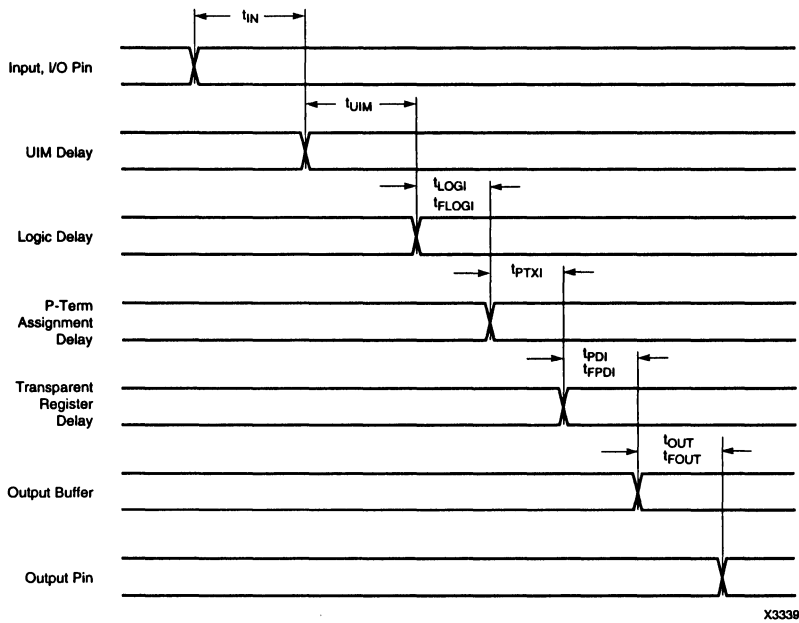 tIN
Input, I/O Pin
tUIM
UIM Delay
tLOGI
tFLOGI
Logic Delay
tPTXI
P-Term
Assignment
Delay
tPDI
tFPDI
Transparent
Register
Delay
tOUT
tFOUT
Output Buffer
Output Pin
X3339